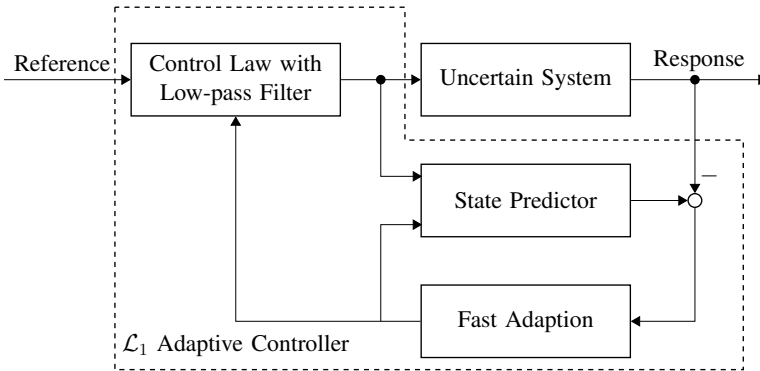 Reference
Control Law with
Low-pass Filter
Uncertain System
Response
−
State Predictor
Fast Adaption
ℒ₁ Adaptive Controller